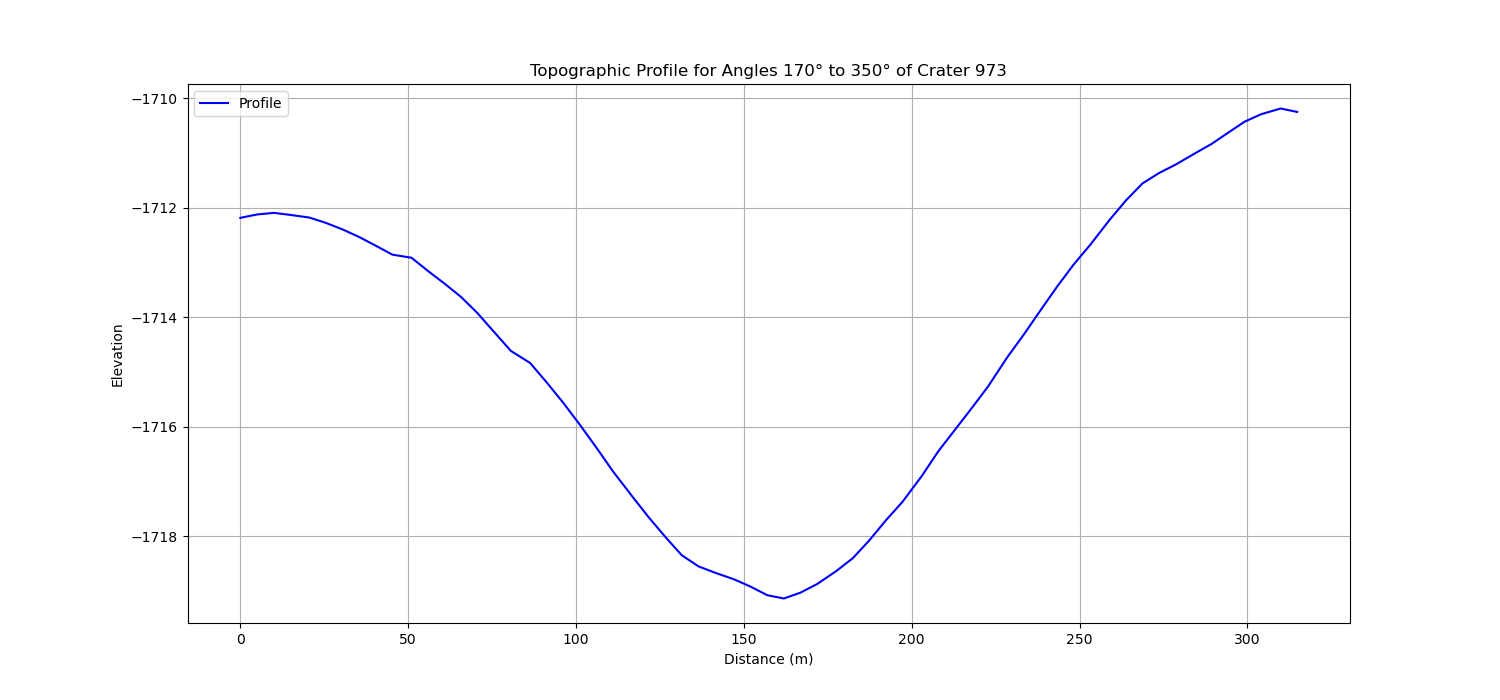 Topographic Profile for Angles 170° to 350° of Crater 973
Profile
−1710
−1712
−1714
−1716
−1718
Elevation
0 50 100 150 200 250 300
Distance (m)